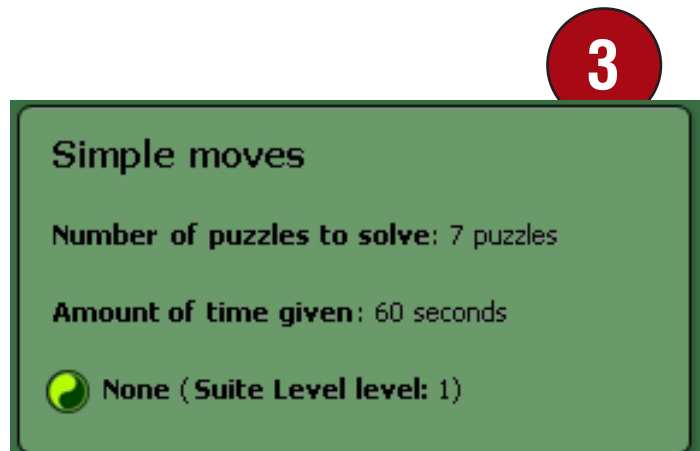 3
Simple moves
Number of puzzles to solve: 7 puzzles
Amount of time given: 60 seconds
None (Suite Level level: 1)